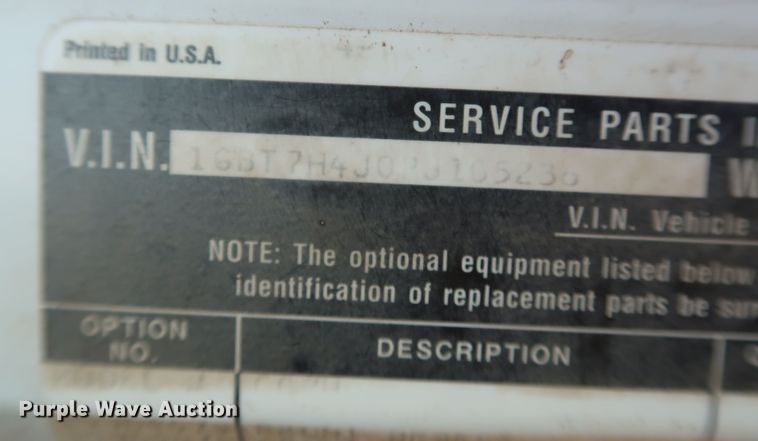 Printed in U.S.A.
SERVICE PARTS
V.I.N.
V.I.N. Vehicle
NOTE: The optional equipment listed below
identification of replacement parts be sur
OPTION
NO.
DESCRIPTION
Purple Wave Auction